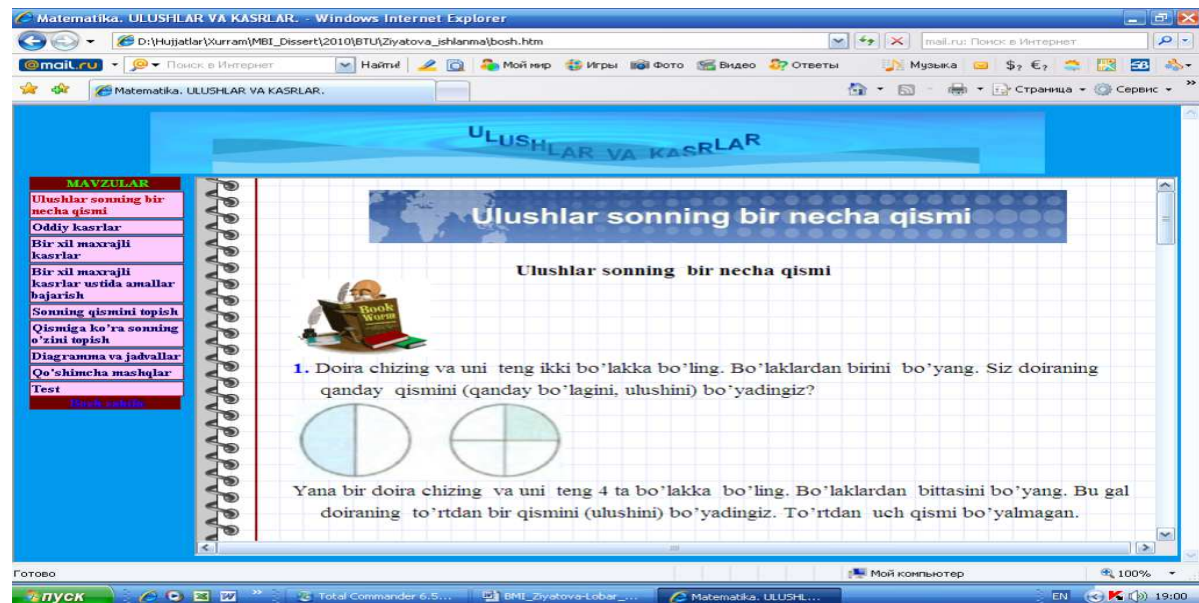 Matematika. ULUSHLAR VA KASRLAR. - Windows Internet Explorer
D:\Hujjatlar\Xurram\MBI_Dissert\2010\BTU\Ziyatova_ishlanma\bosh.htm
mail.ru: Поиск в Интернет
@mail.ru Поиск в Интернет Найти! Мой мир Игры Фото Видео Ответы Музыка
Matematika. ULUSHLAR VA KASRLAR. Страница Сервис
ULUSHLAR VA KASRLAR
MAVZULAR
Ulushlar sonning bir
necha qismi
Oddiy kasrlar
Bir xil maxrajli
kasrlar
Bir xil maxrajli
kasrlar ustida amallar
bajarish
Sonning qismini topish
Qismiga ko'ra sonning
o'zini topish
Diagramma va jadvallar
Qo'shimcha mashqlar
Test
Ulushlar sonning bir necha qismi
Ulushlar sonning bir necha qismi
Book
Worm
1. Doira chizing va uni teng ikki bo'lakka bo'ling. Bo'laklardan birini bo'yang. Siz doiraning
qanday qismini (qanday bo'lagini, ulushini) bo'yadingiz?
Yana bir doira chizing va uni teng 4 ta bo'lakka bo'ling. Bo'laklardan bittasini bo'yang. Bu gal
doiraning to'rtdan bir qismini (ulushini) bo'yadingiz. To'rtdan uch qismi bo'yalmagan.
Готово Мой компьютер 100%
пуск Total Commander 6.5... BMI_Ziyatova-Lobar_... Matematika. ULUSHL... EN 19:00